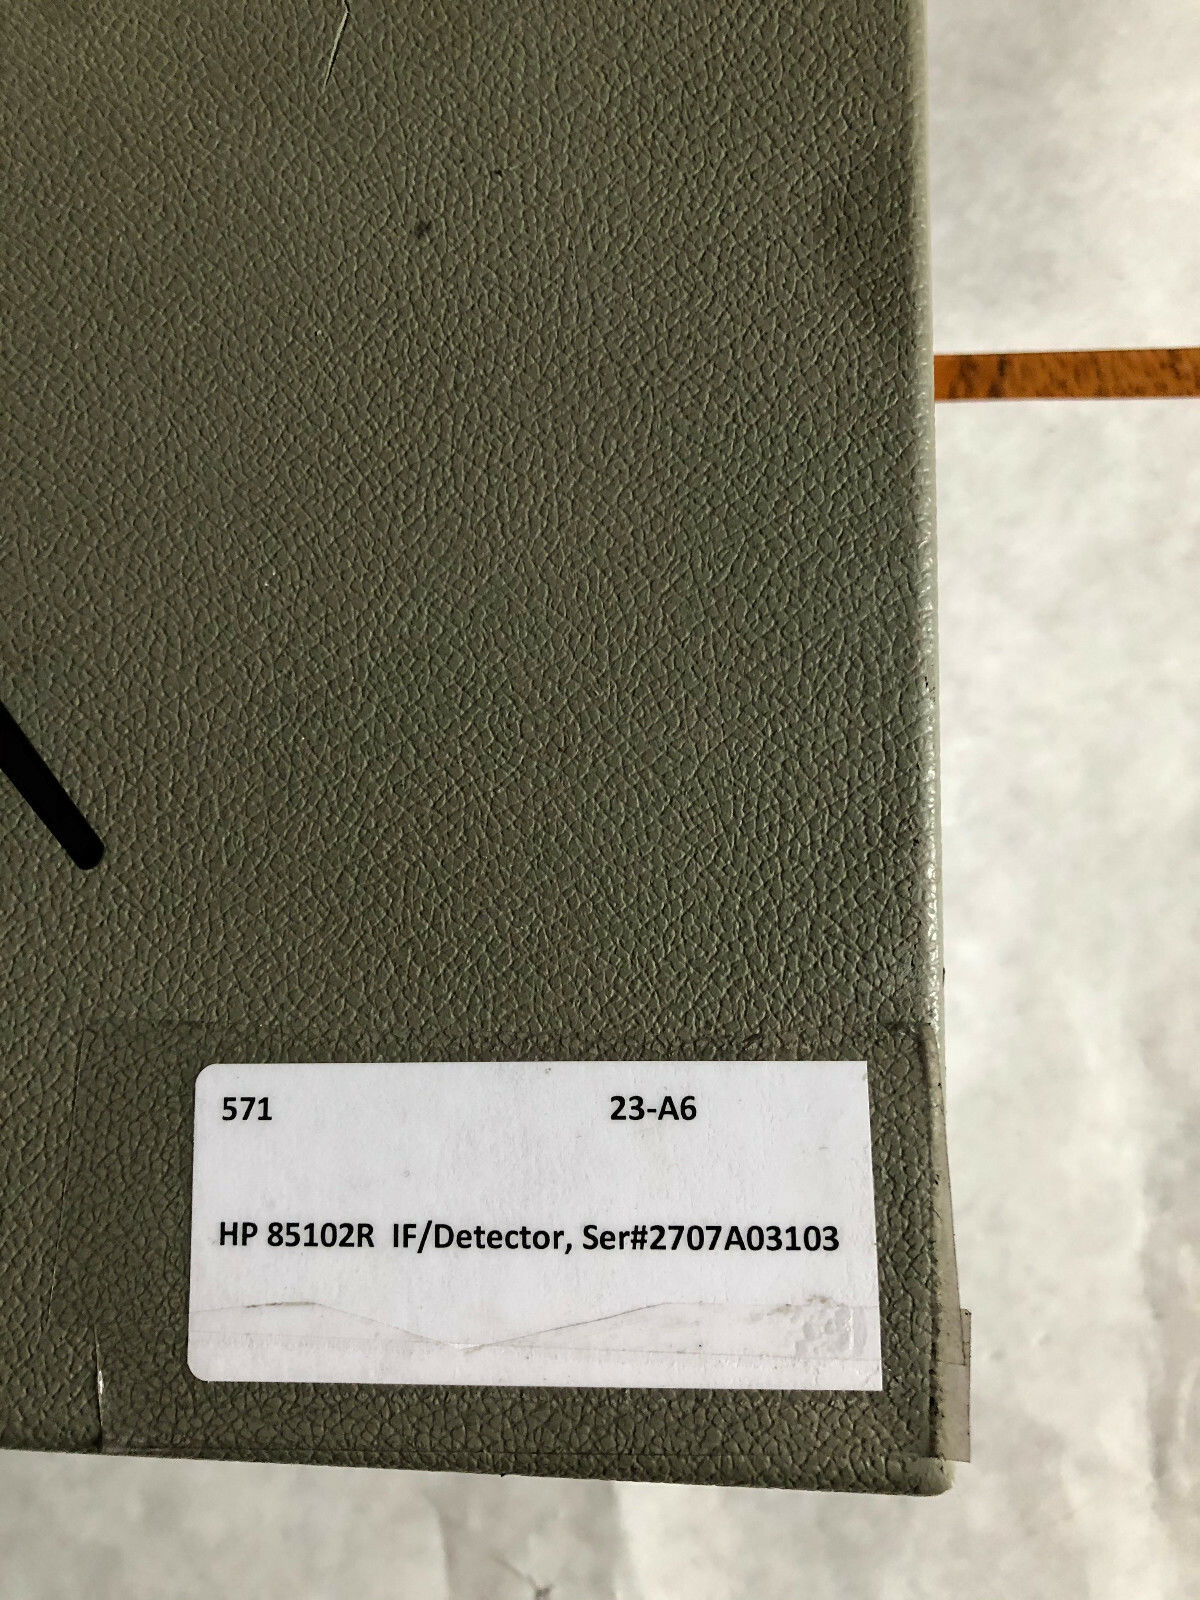 571 23-A6
HP 85102R IF/Detector, Ser#2707A03103